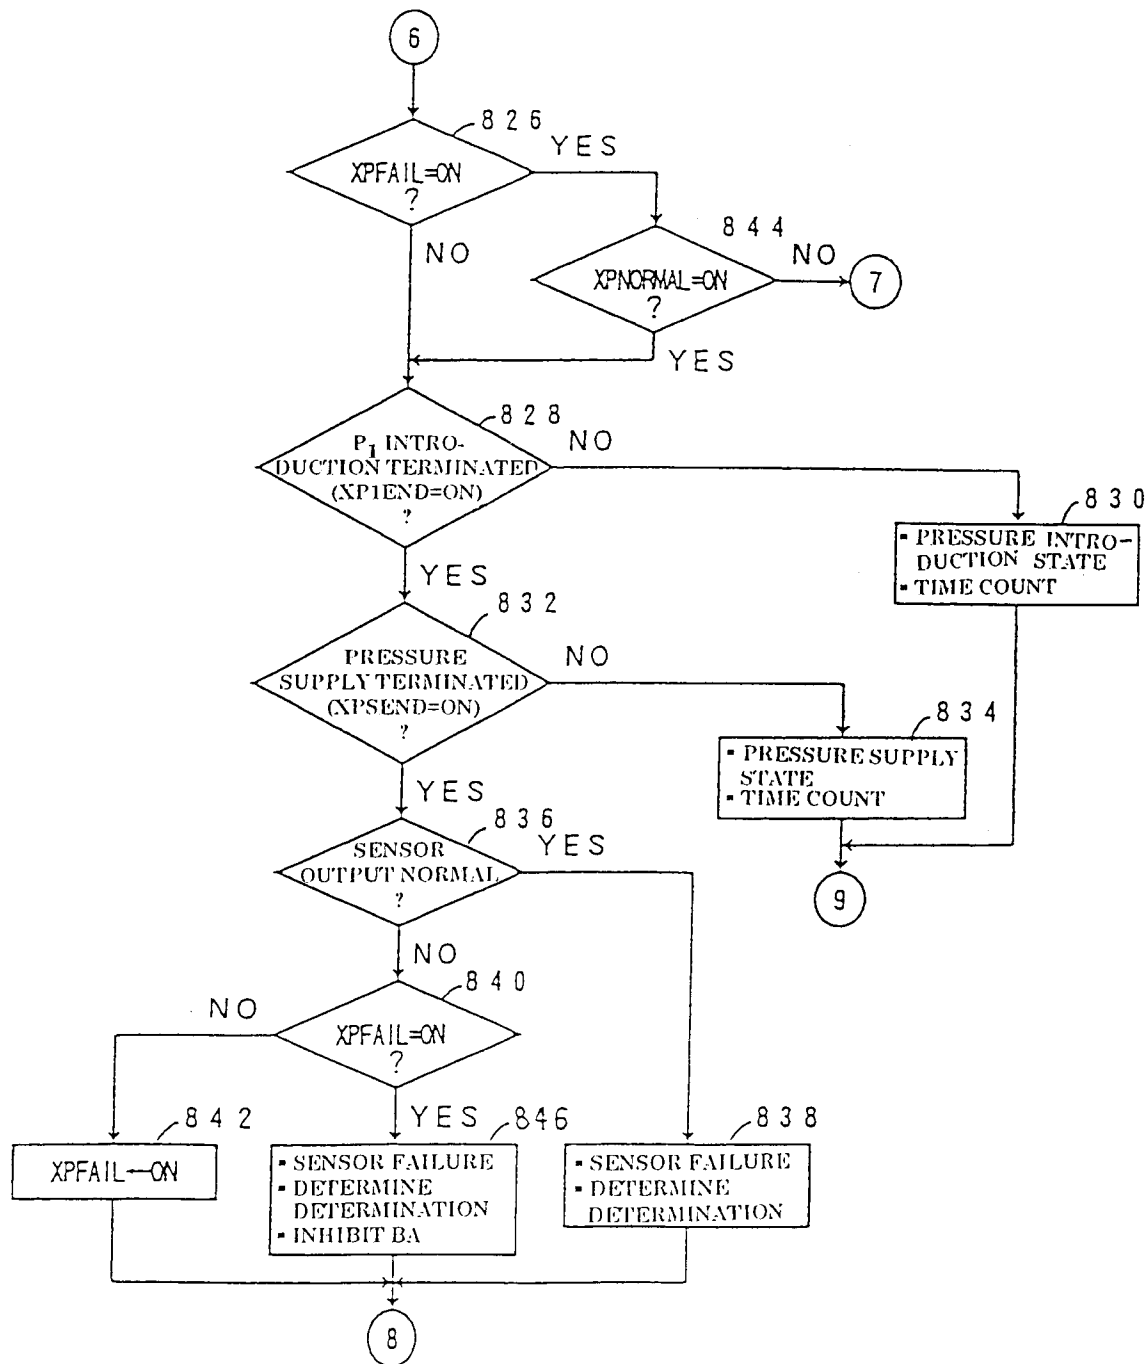 6
826
XPFAIL=ON
?
YES
NO
844
XPNORMAL=ON
?
NO
7
YES
828
P1 INTRO-
DUCTION TERMINATED
(XP1END=ON)
?
NO
YES
830
▪ PRESSURE INTRO-
DUCTION STATE
▪ TIME COUNT
832
PRESSURE
SUPPLY TERMINATED
(XPSEND=ON)
?
NO
YES
834
▪ PRESSURE SUPPLY
STATE
▪ TIME COUNT
9
836
SENSOR
OUTPUT NORMAL
?
YES
NO
840
XPFAIL=ON
?
NO
YES
842
XPFAIL←ON
846
▪ SENSOR FAILURE
▪ DETERMINE
DETERMINATION
▪ INHIBIT BA
838
▪ SENSOR FAILURE
▪ DETERMINE
DETERMINATION
8